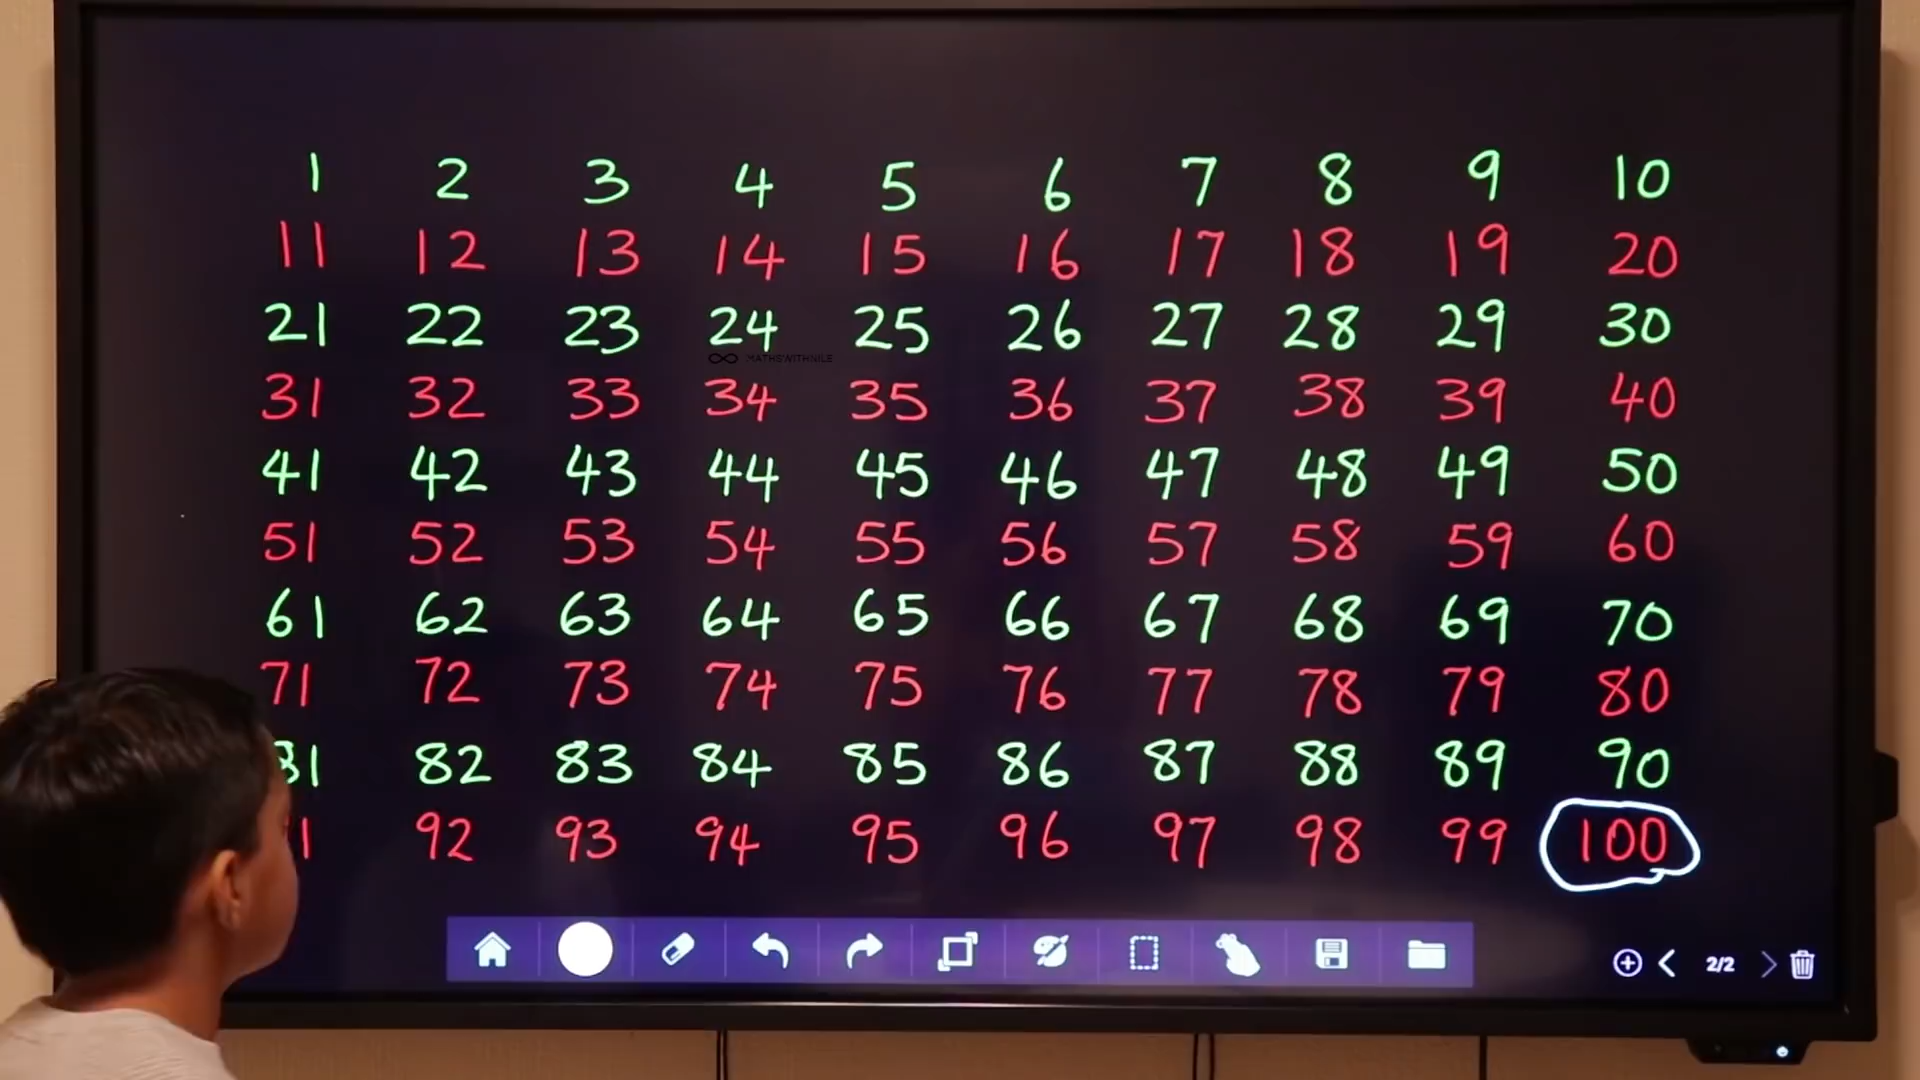 1 2 3 4 5 6 7 8 9 10
11 12 13 14 15 16 17 18 19 20
21 22 23 24 25 26 27 28 29 30
MATHSWITHNILE
31 32 33 34 35 36 37 38 39 40
41 42 43 44 45 46 47 48 49 50
51 52 53 54 55 56 57 58 59 60
61 62 63 64 65 66 67 68 69 70
71 72 73 74 75 76 77 78 79 80
81 82 83 84 85 86 87 88 89 90
92 93 94 95 96 97 98 99 100
2/2